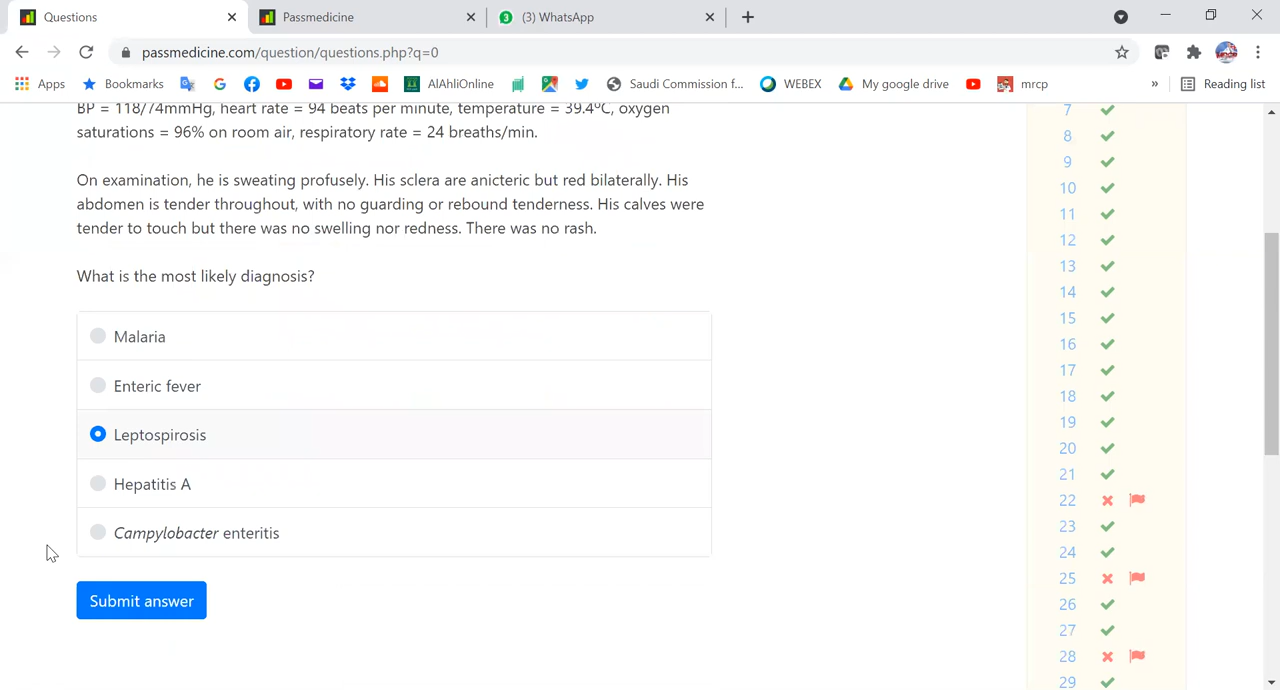 Questions
Passmedicine
(3) WhatsApp
passmedicine.com/question/questions.php?q=0
Apps
Bookmarks
AlAhliOnline
Saudi Commission f...
WEBEX
My google drive
mrcp
»
Reading list
BP = 118/74mmHg, heart rate = 94 beats per minute, temperature = 39.4ºC, oxygen
saturations = 96% on room air, respiratory rate = 24 breaths/min.
On examination, he is sweating profusely. His sclera are anicteric but red bilaterally. His
abdomen is tender throughout, with no guarding or rebound tenderness. His calves were
tender to touch but there was no swelling nor redness. There was no rash.
What is the most likely diagnosis?
Malaria
Enteric fever
Leptospirosis
Hepatitis A
Campylobacter enteritis
Submit answer
7
8
9
10
11
12
13
14
15
16
17
18
19
20
21
22
23
24
25
26
27
28
29